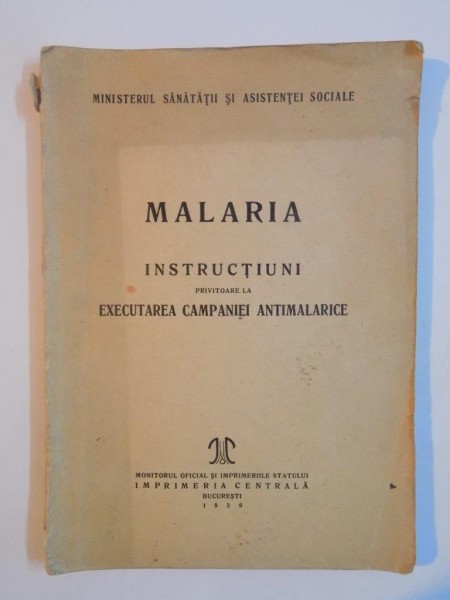 MINISTERUL SĂNĂTĂȚII ȘI ASISTENȚEI SOCIALE
MALARIA
INSTRUCȚIUNI
PRIVITOARE LA
EXECUTAREA CAMPANIEI ANTIMALARICE
MONITORUL OFICIAL ȘI IMPRIMERIILE STATULUI
IMPRIMERIA CENTRALĂ
BUCUREȘTI
1939